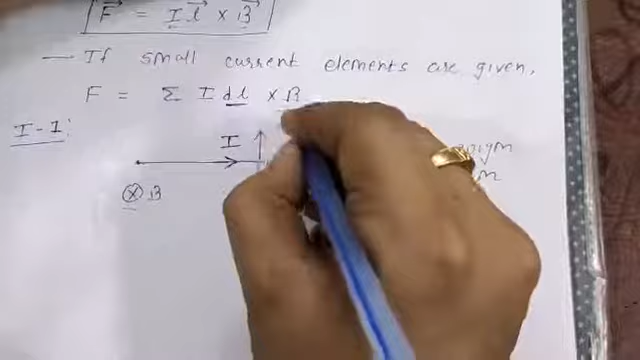 F = I l × B
— If small current elements are given,
F = Σ I dl × B
I-I:
I
⊗ B